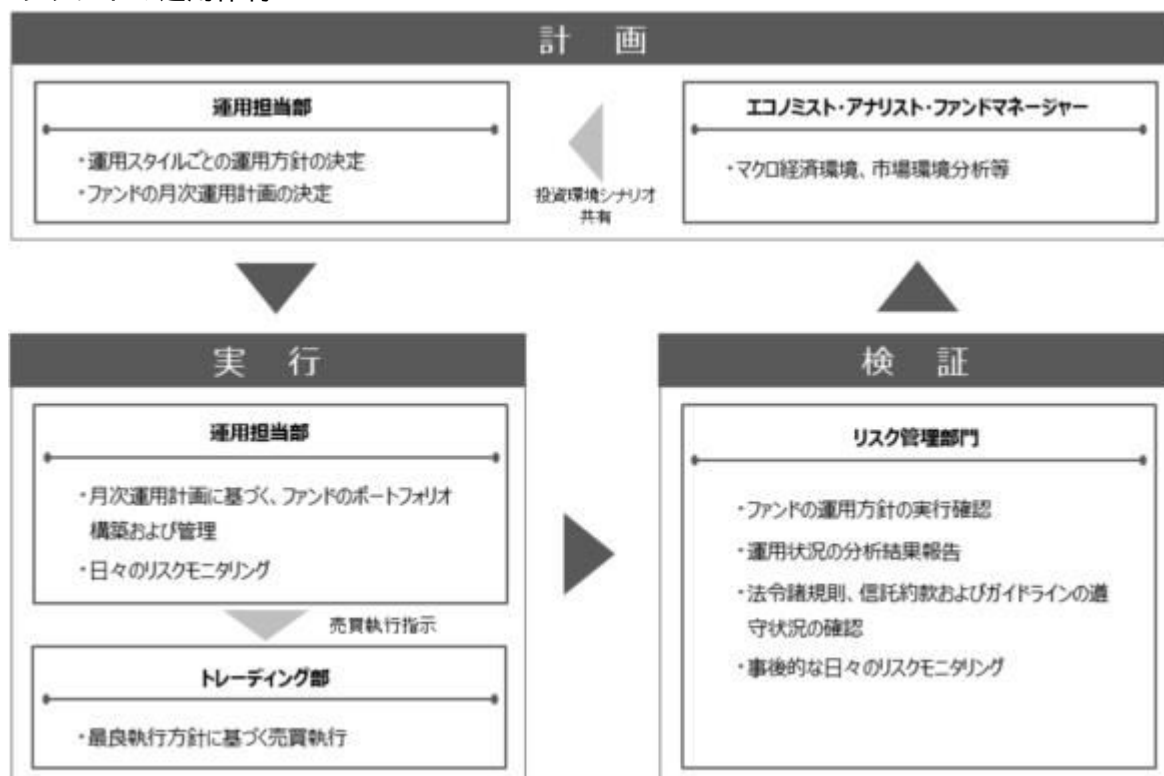 計 画
運用担当部
・運用スタイルごとの運用方針の決定
・ファンドの月次運用計画の決定
投資環境シナリオ
共有
エコノミスト・アナリスト・ファンドマネージャー
・マクロ経済環境、市場環境分析等
実 行
運用担当部
・月次運用計画に基づく、ファンドのポートフォリオ
構築および管理
・日々のリスクモニタリング
売買執行指示
トレーディング部
・最良執行方針に基づく売買執行
検 証
リスク管理部門
・ファンドの運用方針の実行確認
・運用状況の分析結果報告
・法令諸規則、信託約款およびガイドラインの遵
守状況の確認
・事後的な日々のリスクモニタリング